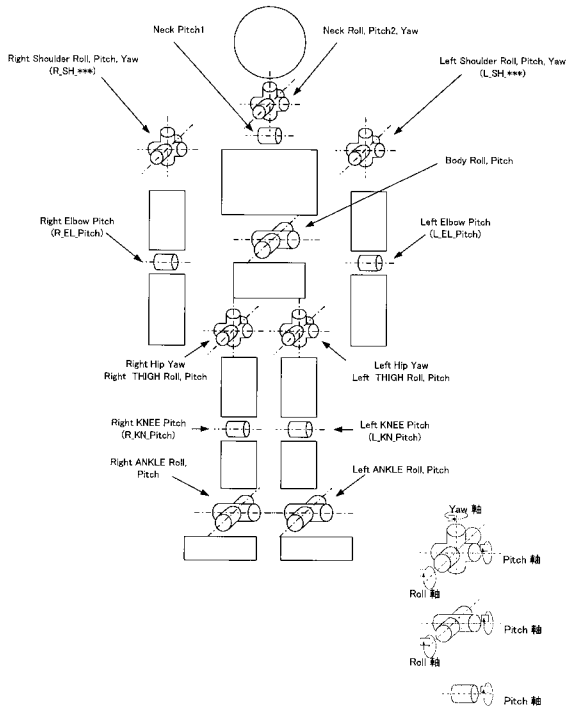 Neck Pitch1
Neck Roll, Pitch2, Yaw
Right Shoulder Roll, Pitch, Yaw
(R_SH_***)
Left Shoulder Roll, Pitch, Yaw
(L_SH_***)
Body Roll, Pitch
Right Elbow Pitch
(R_EL_Pitch)
Left Elbow Pitch
(L_EL_Pitch)
Right Hip Yaw
Right THIGH Roll, Pitch
Left Hip Yaw
Left THIGH Roll, Pitch
Right KNEE Pitch
(R_KN_Pitch)
Left KNEE Pitch
(L_KN_Pitch)
Right ANKLE Roll,
Pitch
Left ANKLE Roll, Pitch
Yaw 軸
Pitch 軸
Roll 軸
Pitch 軸
Roll 軸
Pitch 軸